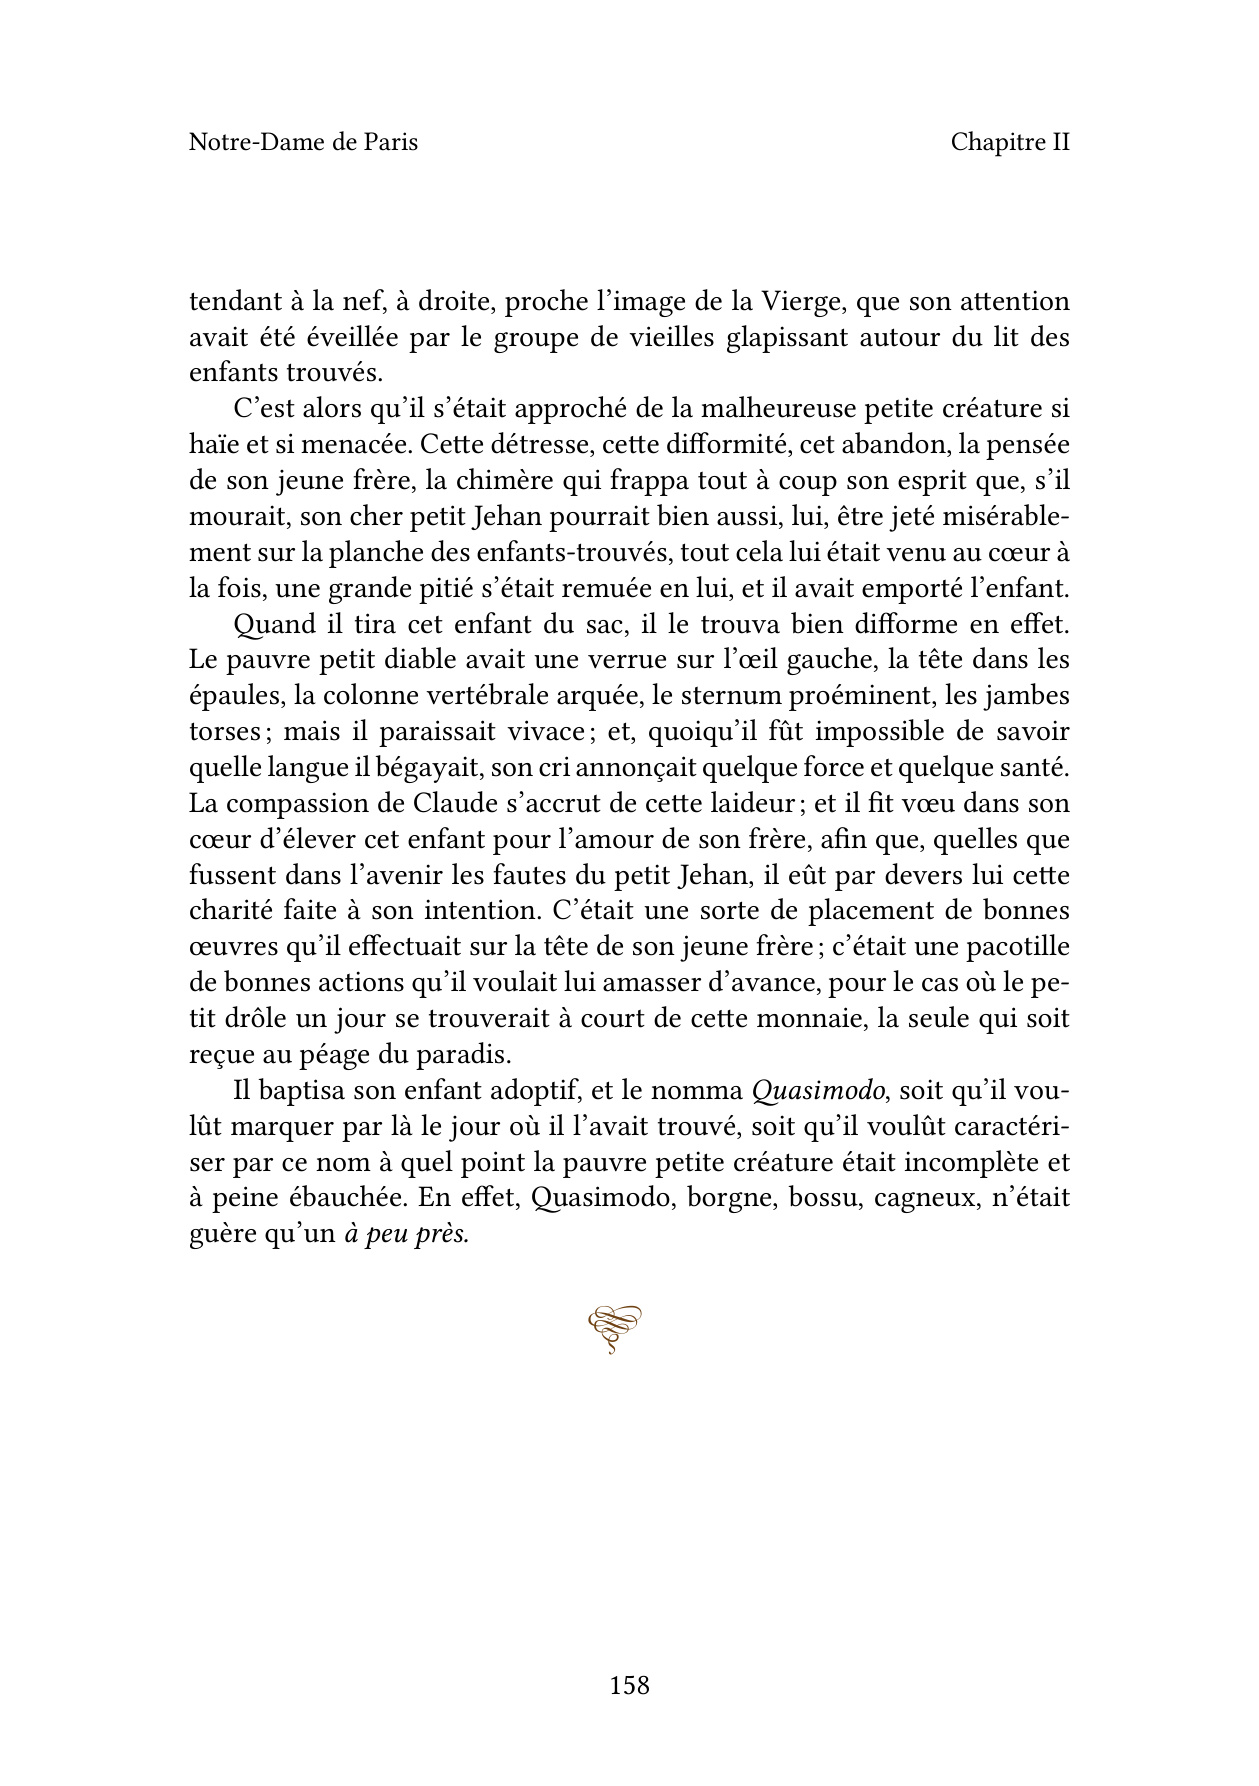 Notre-Dame de Paris Chapitre II
tendant à la nef, à droite, proche l’image de la Vierge, que son attention
avait été éveillée par le groupe de vieilles glapissant autour du lit des
enfants trouvés.
C’est alors qu’il s’était approché de la malheureuse petite créature si
haïe et si menacée. Cette détresse, cette difformité, cet abandon, la pensée
de son jeune frère, la chimère qui frappa tout à coup son esprit que, s’il
mourait, son cher petit Jehan pourrait bien aussi, lui, être jeté misérable-
ment sur la planche des enfants-trouvés, tout cela lui était venu au cœur à
la fois, une grande pitié s’était remuée en lui, et il avait emporté l’enfant.
Quand il tira cet enfant du sac, il le trouva bien difforme en effet.
Le pauvre petit diable avait une verrue sur l’œil gauche, la tête dans les
épaules, la colonne vertébrale arquée, le sternum proéminent, les jambes
torses ; mais il paraissait vivace ; et, quoiqu’il fût impossible de savoir
quelle langue il bégayait, son cri annonçait quelque force et quelque santé.
La compassion de Claude s’accrut de cette laideur ; et il fit vœu dans son
cœur d’élever cet enfant pour l’amour de son frère, afin que, quelles que
fussent dans l’avenir les fautes du petit Jehan, il eût par devers lui cette
charité faite à son intention. C’était une sorte de placement de bonnes
œuvres qu’il effectuait sur la tête de son jeune frère ; c’était une pacotille
de bonnes actions qu’il voulait lui amasser d’avance, pour le cas où le pe-
tit drôle un jour se trouverait à court de cette monnaie, la seule qui soit
reçue au péage du paradis.
Il baptisa son enfant adoptif, et le nomma Quasimodo, soit qu’il vou-
lût marquer par là le jour où il l’avait trouvé, soit qu’il voulût caractéri-
ser par ce nom à quel point la pauvre petite créature était incomplète et
à peine ébauchée. En effet, Quasimodo, borgne, bossu, cagneux, n’était
guère qu’un à peu près.
158